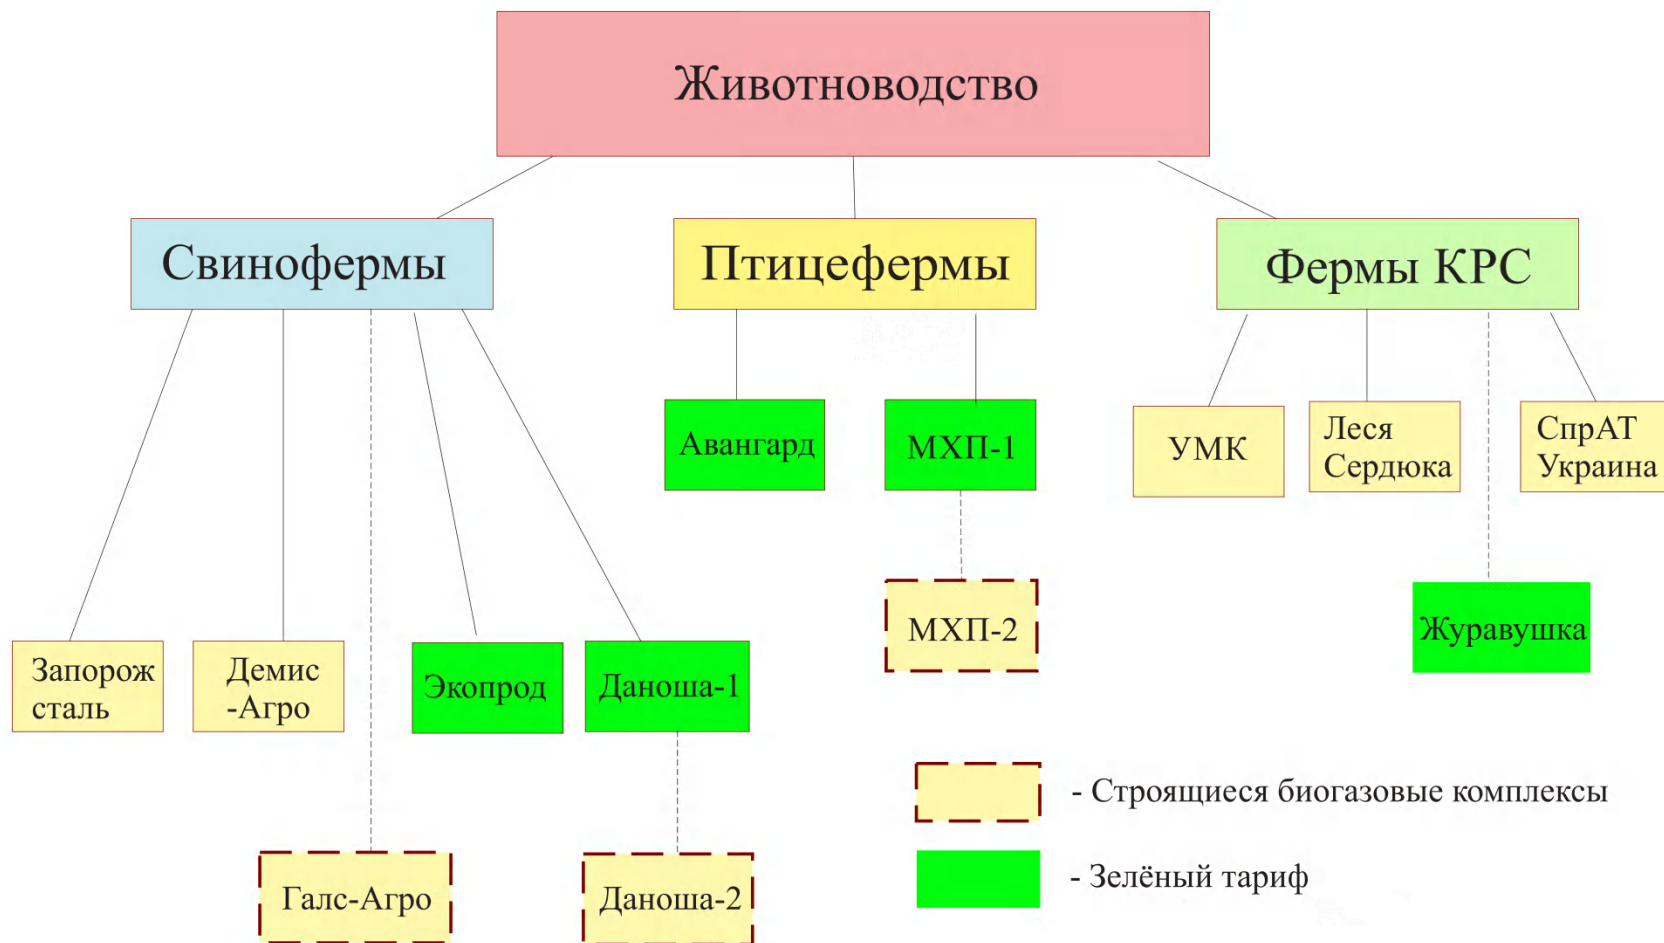 Животноводство
Свинофермы
Птицефермы
Фермы КРС
Авангард
МХП-1
УМК
Леся
Сердюка
СпрАТ
Украина
МХП-2
Журавушка
Запорож
сталь
Демис
-Агро
Экопрод
Даноша-1
Галс-Агро
Даноша-2
- Строящиеся биогазовые комплексы
- Зелёный тариф